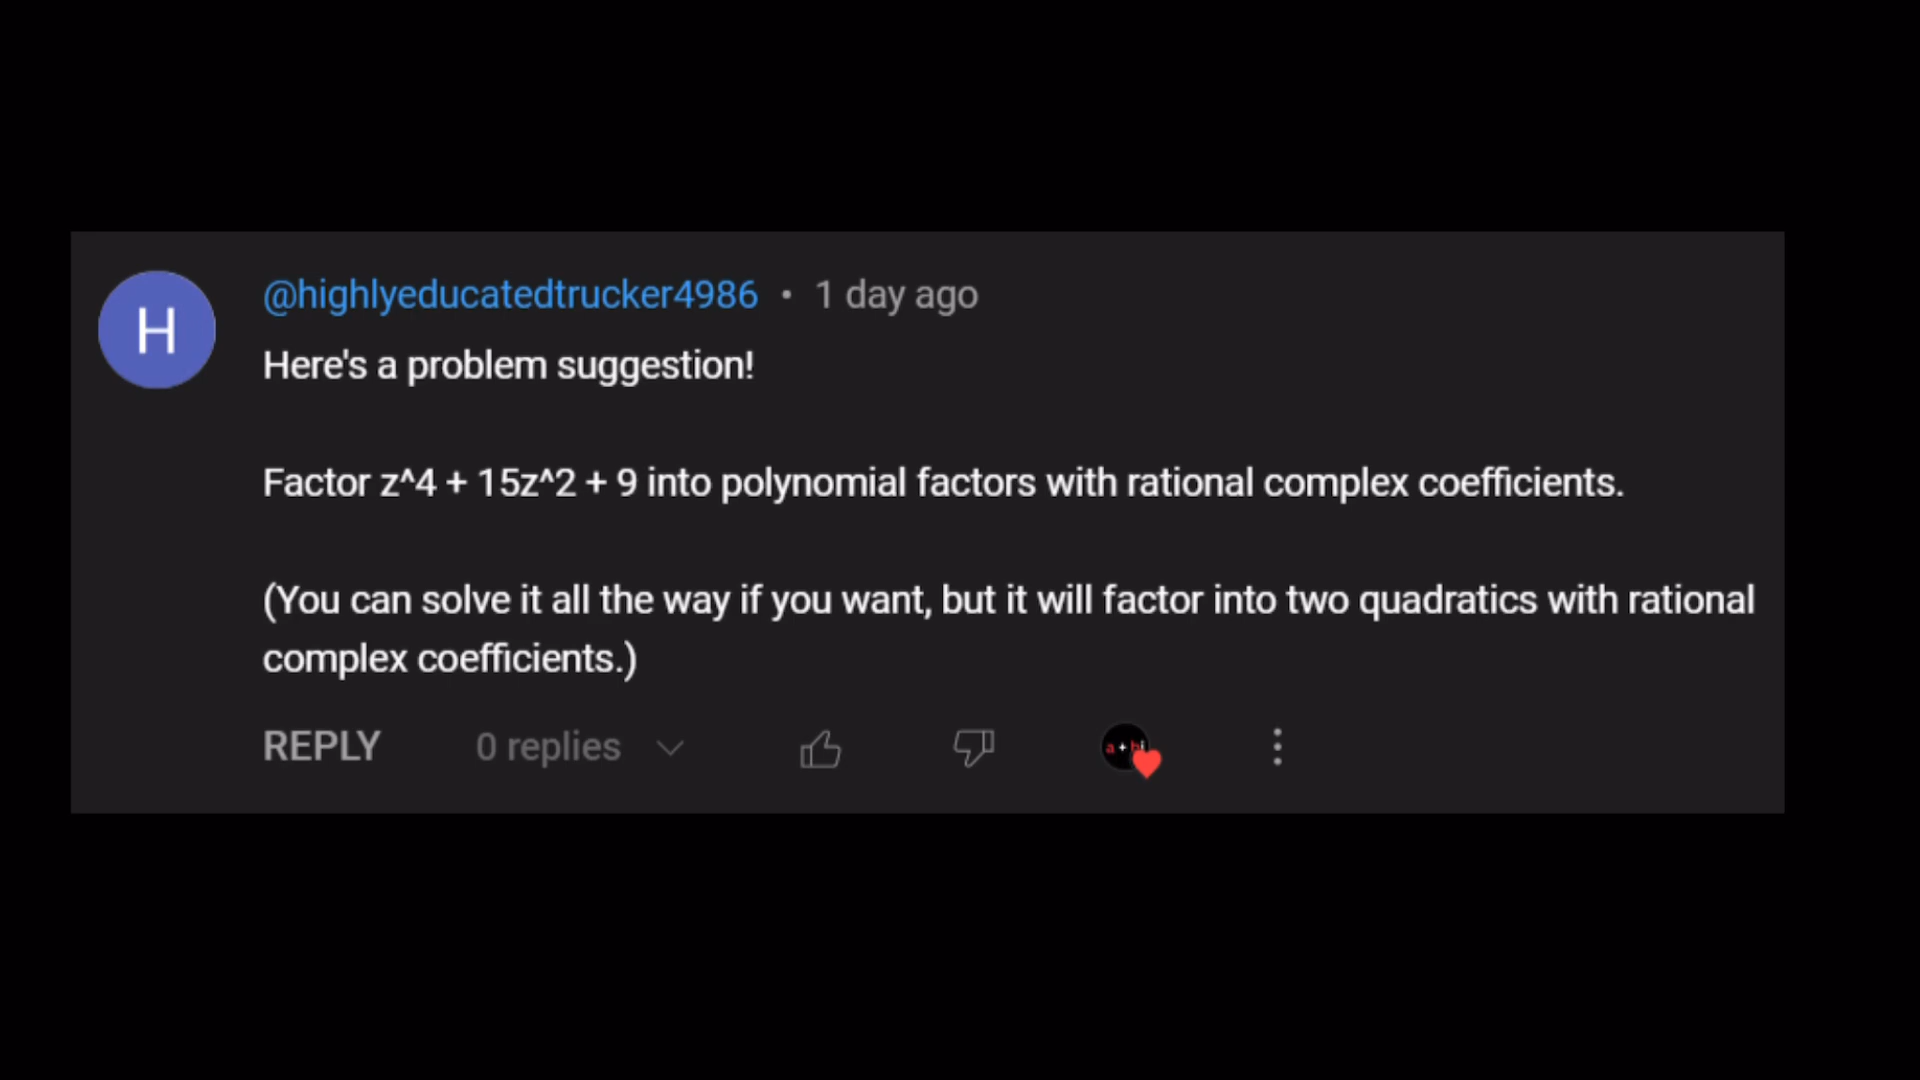 H
@highlyeducatedtrucker4986 • 1 day ago
Here's a problem suggestion!
Factor z^4 + 15z^2 + 9 into polynomial factors with rational complex coefficients.
(You can solve it all the way if you want, but it will factor into two quadratics with rational
complex coefficients.)
REPLY 0 replies
a + bi